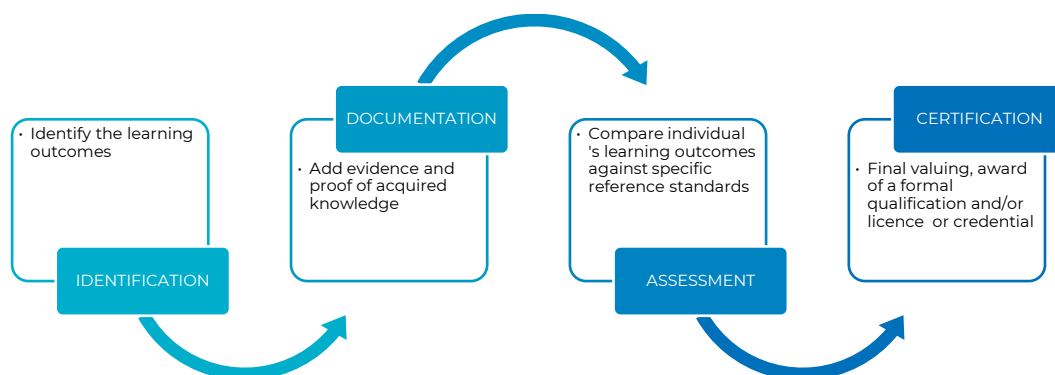 · Identify the learning
outcomes
IDENTIFICATION
DOCUMENTATION
· Add evidence and
proof of acquired
knowledge
· Compare individual
's learning outcomes
against specific
reference standards
ASSESSMENT
CERTIFICATION
· Final valuing, award
of a formal
qualification and/or
licence  or credential